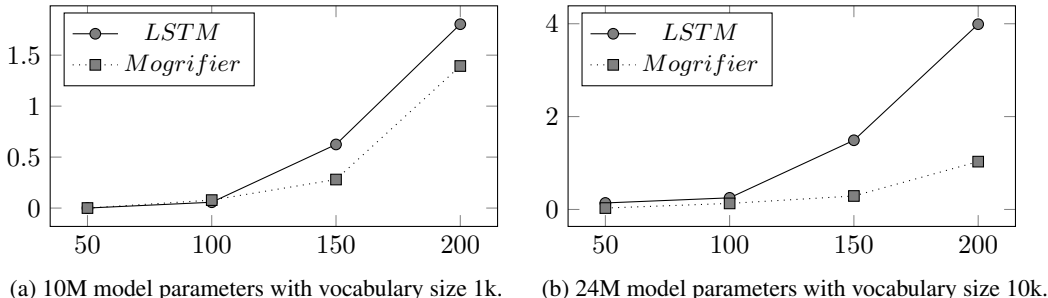 LSTM
Mogrifier
1.5
1
0.5
0
50 100 150 200
(a) 10M model parameters with vocabulary size 1k.
LSTM
Mogrifier
4
2
0
50 100 150 200
(b) 24M model parameters with vocabulary size 10k.